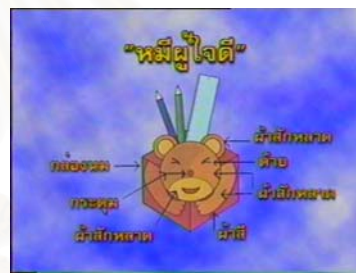 "หมีผู้ใจดี"
ผ้าสักหลาด
กล่องนม
ด้าย
ผ้าสักหลาด
กระดุม
ผ้าสักหลาด
ผ้าสี